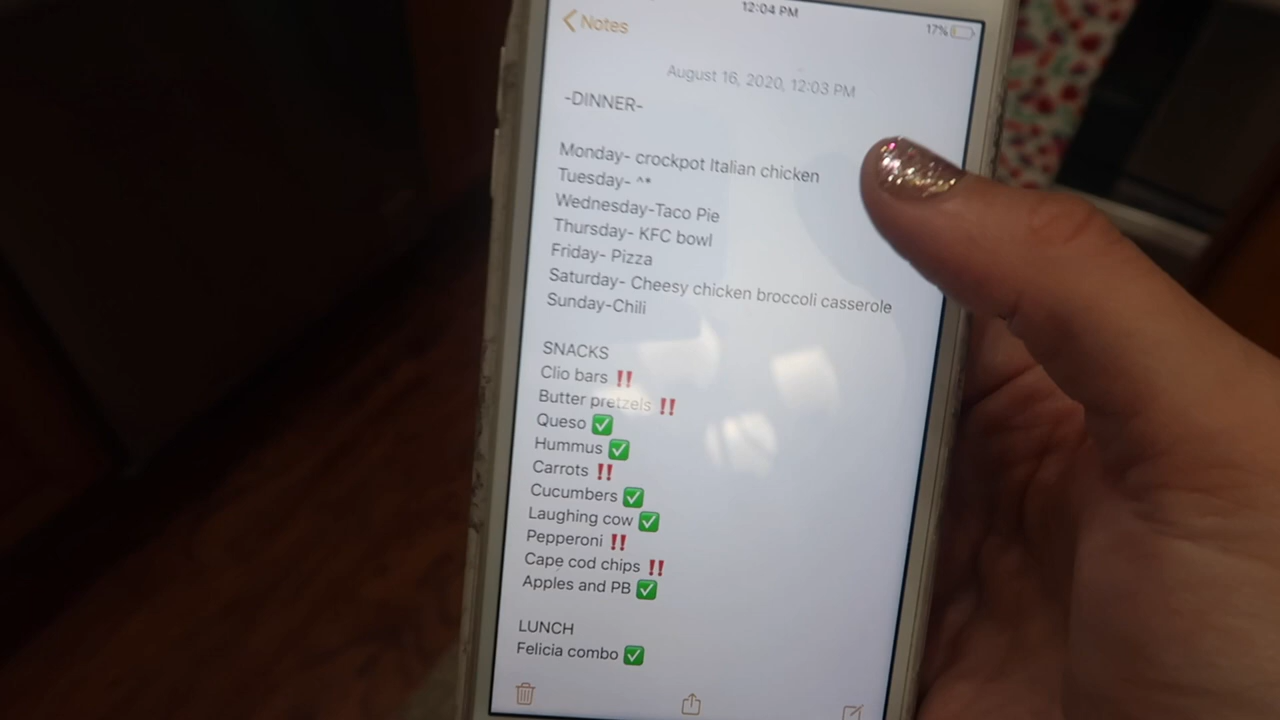 12:04 PM
17%
Notes
August 16, 2020, 12:03 PM
-DINNER-
Monday- crockpot Italian chicken
Tuesday- ^*
Wednesday-Taco Pie
Thursday- KFC bowl
Friday- Pizza
Saturday- Cheesy chicken broccoli casserole
Sunday-Chili
SNACKS
Clio bars ‼️
Butter pretzels ‼️
Queso ✅
Hummus ✅
Carrots ‼️
Cucumbers ✅
Laughing cow ✅
Pepperoni ‼️
Cape cod chips ‼️
Apples and PB ✅
LUNCH
Felicia combo ✅